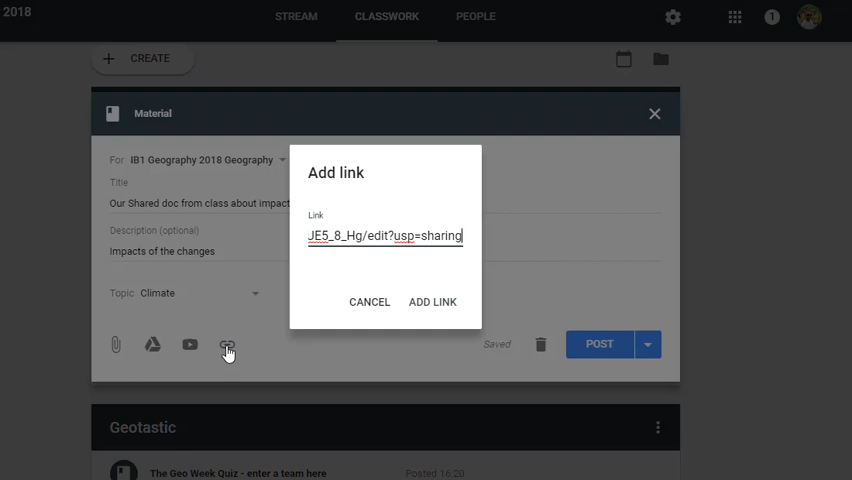 2018
STREAM CLASSWORK PEOPLE
1
CREATE
Material
For IB1 Geography 2018 Geography
Title
Our Shared doc from class about impact
Description (optional)
Impacts of the changes
Topic Climate
Add link
Link
JE5_8_Hg/edit?usp=sharing
CANCEL ADD LINK
Saved POST
Geotastic
The Geo Week Quiz - enter a team here Posted 16:20